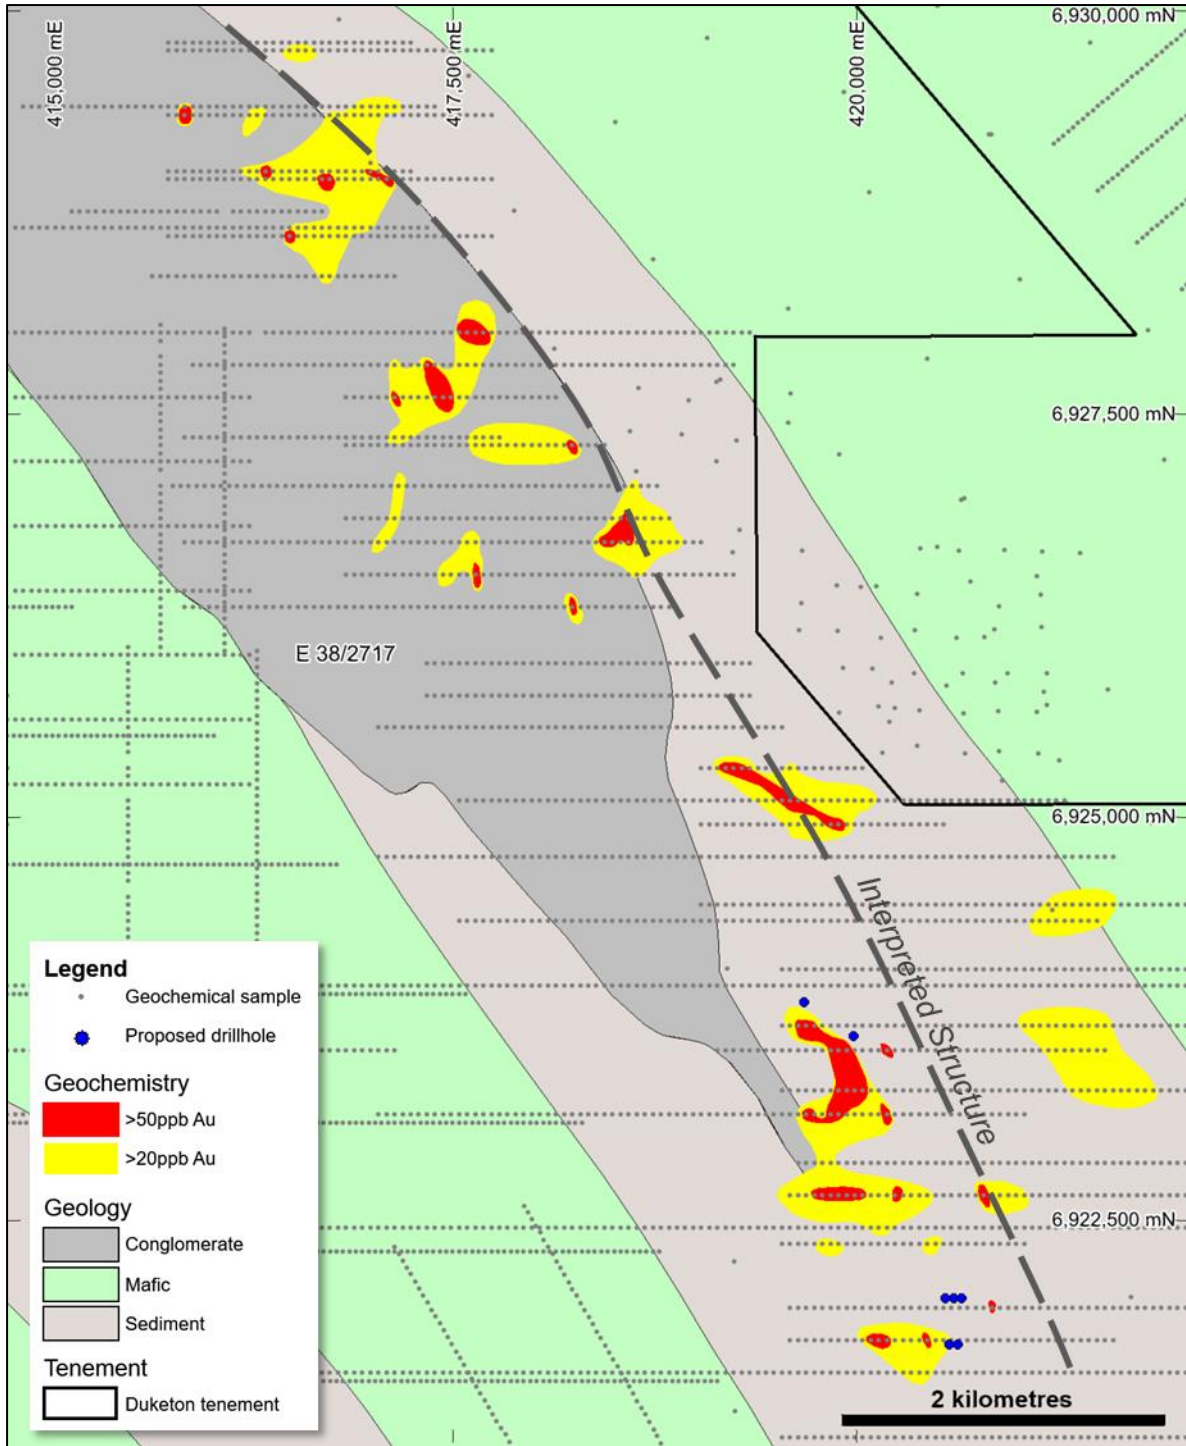 415,000 mE
417,500 mE
420,000 mE
6,930,000 mN
6,927,500 mN
E 38/2717
6,925,000 mN
Interpreted Structure
6,922,500 mN
Legend
Geochemical sample
Proposed drillhole
Geochemistry
>50ppb Au
>20ppb Au
Geology
Conglomerate
Mafic
Sediment
Tenement
Duketon tenement
2 kilometres